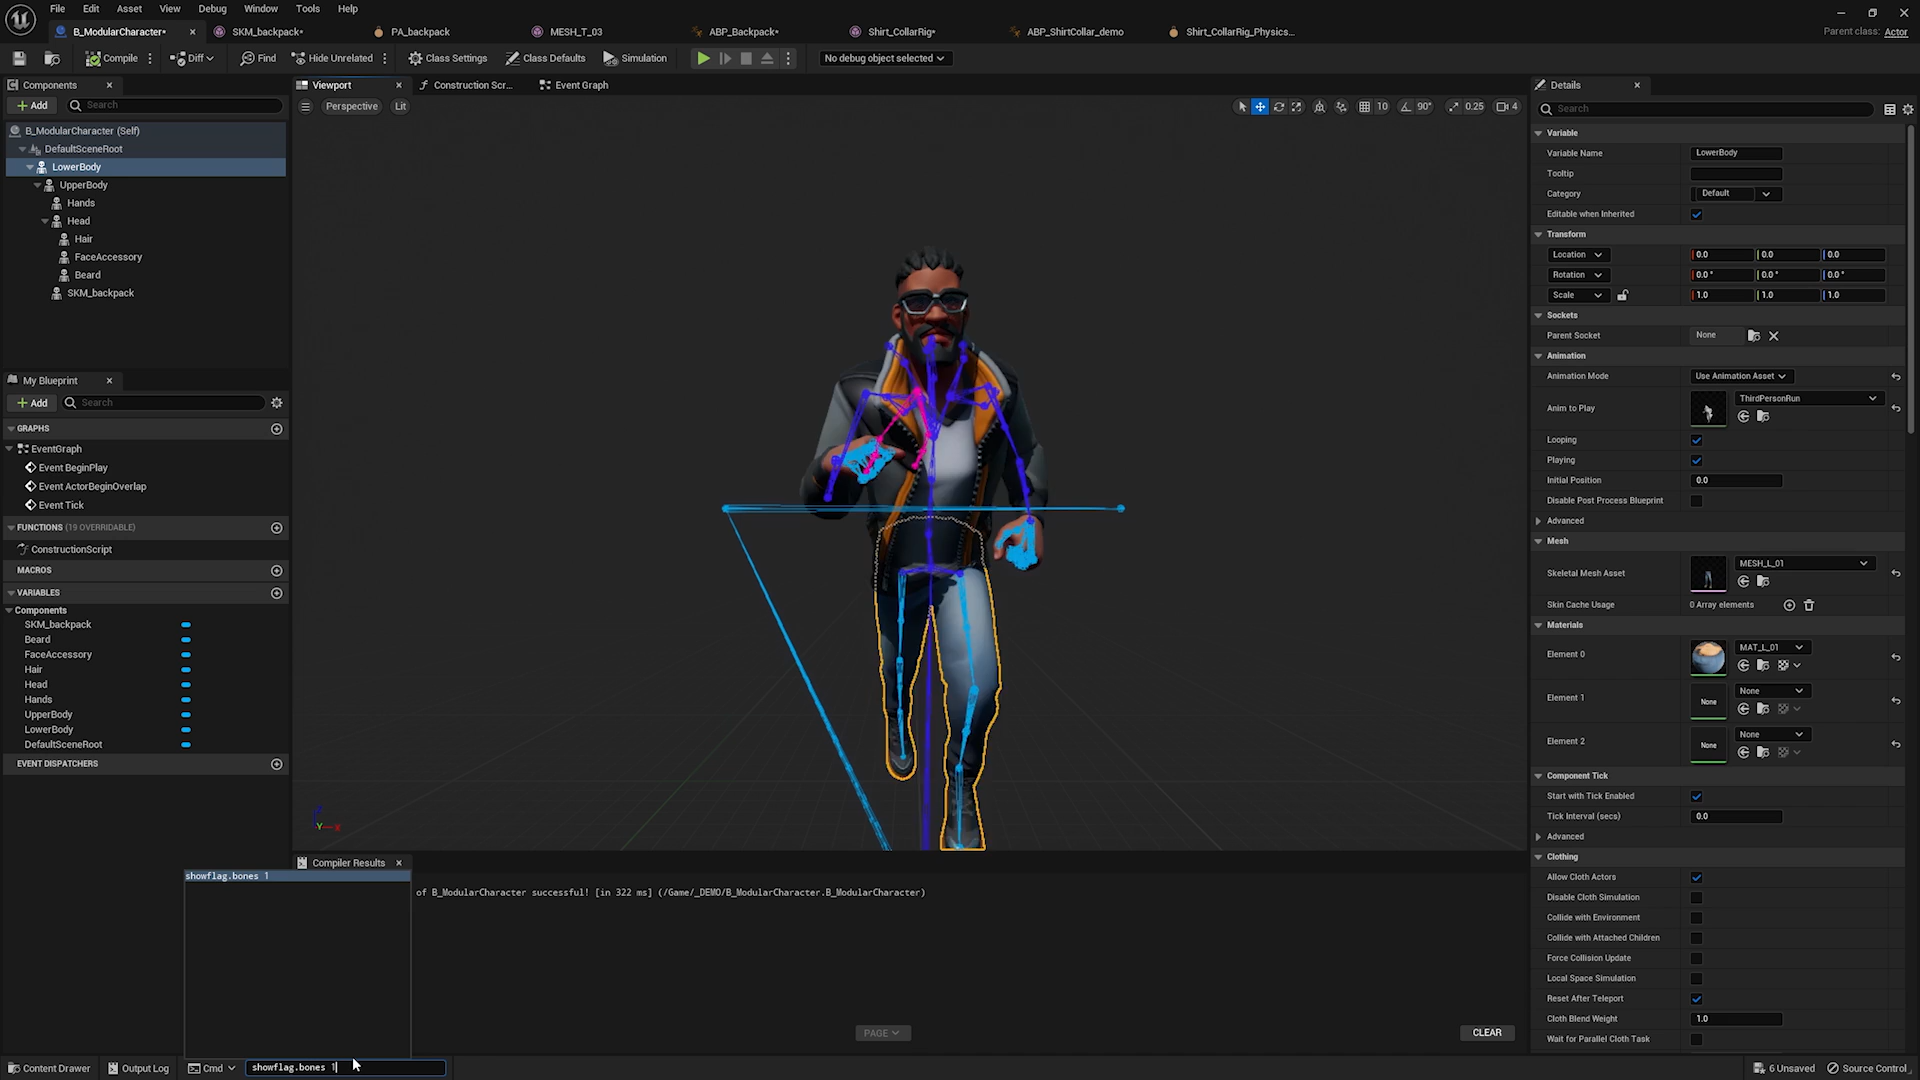 File Edit Asset View Debug Window Tools Help
B_ModularCharacter* SKM_backpack* PA_backpack MESH_T_03 ABP_Backpack* Shirt_CollarRig* ABP_ShirtCollar_demo Shirt_CollarRig_Physics... Parent class: Actor
Compile Diff Find Hide Unrelated Class Settings Class Defaults Simulation No debug object selected
Components
Add Search
B_ModularCharacter (Self)
DefaultSceneRoot
LowerBody
UpperBody
Hands
Head
Hair
FaceAccessory
Beard
SKM_backpack
My Blueprint
Add Search
GRAPHS
EventGraph
Event BeginPlay
Event ActorBeginOverlap
Event Tick
FUNCTIONS (19 OVERRIDABLE)
ConstructionScript
MACROS
VARIABLES
Components
SKM_backpack
Beard
FaceAccessory
Hair
Head
Hands
UpperBody
LowerBody
DefaultSceneRoot
EVENT DISPATCHERS
Viewport Construction Scr... Event Graph
Perspective Lit 10 90° 0.25 4
Y X
Compiler Results
showflag.bones 1
of B_ModularCharacter successful! [in 322 ms] (/Game/_DEMO/B_ModularCharacter.B_ModularCharacter)
PAGE CLEAR
Details
Search
Variable
Variable Name LowerBody
Tooltip
Category Default
Editable when Inherited
Transform
Location 0.0 0.0 0.0
Rotation 0.0° 0.0° 0.0°
Scale 1.0 1.0 1.0
Sockets
Parent Socket None
Animation
Animation Mode Use Animation Asset
Anim to Play ThirdPersonRun
Looping
Playing
Initial Position 0.0
Disable Post Process Blueprint
Advanced
Mesh
Skeletal Mesh Asset MESH_L_01
Skin Cache Usage 0 Array elements
Materials
Element 0 MAT_L_01
Element 1 None None
Element 2 None None
Component Tick
Start with Tick Enabled
Tick Interval (secs) 0.0
Advanced
Clothing
Allow Cloth Actors
Disable Cloth Simulation
Collide with Environment
Collide with Attached Children
Force Collision Update
Local Space Simulation
Reset After Teleport
Cloth Blend Weight 1.0
Wait for Parallel Cloth Task
Content Drawer Output Log Cmd showflag.bones 1 6 Unsaved Source Control